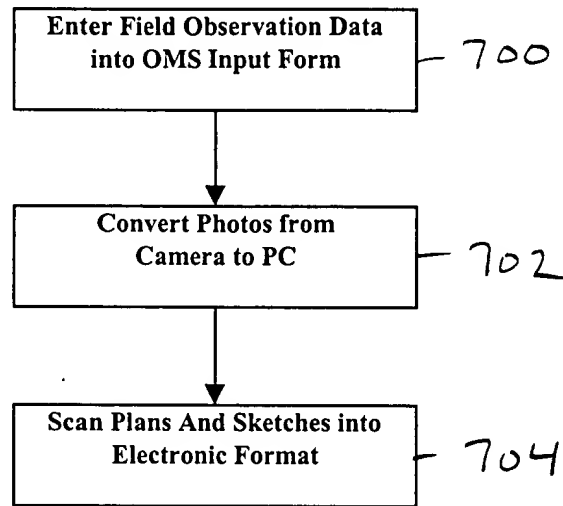 Enter Field Observation Data
into OMS Input Form
700
Convert Photos from
Camera to PC
702
Scan Plans And Sketches into
Electronic Format
704